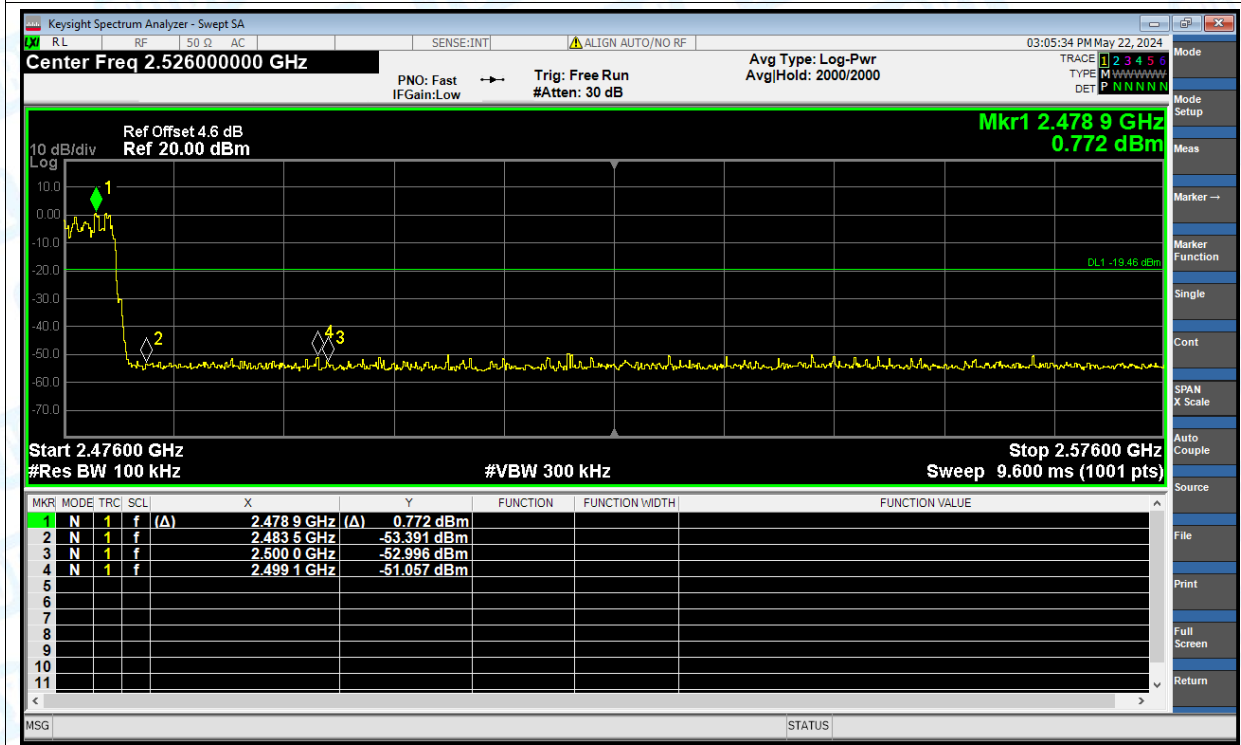 Keysight Spectrum Analyzer - Swept SA
LXI RL RF 50 Ω AC SENSE:INT ALIGN AUTO/NO RF 03:05:34 PM May 22, 2024
Center Freq 2.526000000 GHz
PNO: Fast
IFGain:Low
Trig: Free Run
#Atten: 30 dB
Avg Type: Log-Pwr
Avg|Hold: 2000/2000
TRACE 1 2 3 4 5 6
TYPE M W W W W W
DET P N N N N N
Ref Offset 4.6 dB
10 dB/div Ref 20.00 dBm
Log
Mkr1 2.478 9 GHz
0.772 dBm
10.0
0.00
-10.0
-20.0
-30.0
-40.0
-50.0
-60.0
-70.0
1
2
4
3
DL1 -19.46 dBm
Start 2.47600 GHz Stop 2.57600 GHz
#Res BW 100 kHz #VBW 300 kHz Sweep 9.600 ms (1001 pts)
MKR MODE TRC SCL X Y FUNCTION FUNCTION WIDTH FUNCTION VALUE
1 N 1 f (Δ) 2.478 9 GHz (Δ) 0.772 dBm
2 N 1 f 2.483 5 GHz -53.391 dBm
3 N 1 f 2.500 0 GHz -52.996 dBm
4 N 1 f 2.499 1 GHz -51.057 dBm
5
6
7
8
9
10
11
MSG STATUS
Mode
Mode
Setup
Meas
Marker →
Marker
Function
Single
Cont
SPAN
X Scale
Auto
Couple
Source
File
Print
Full
Screen
Return